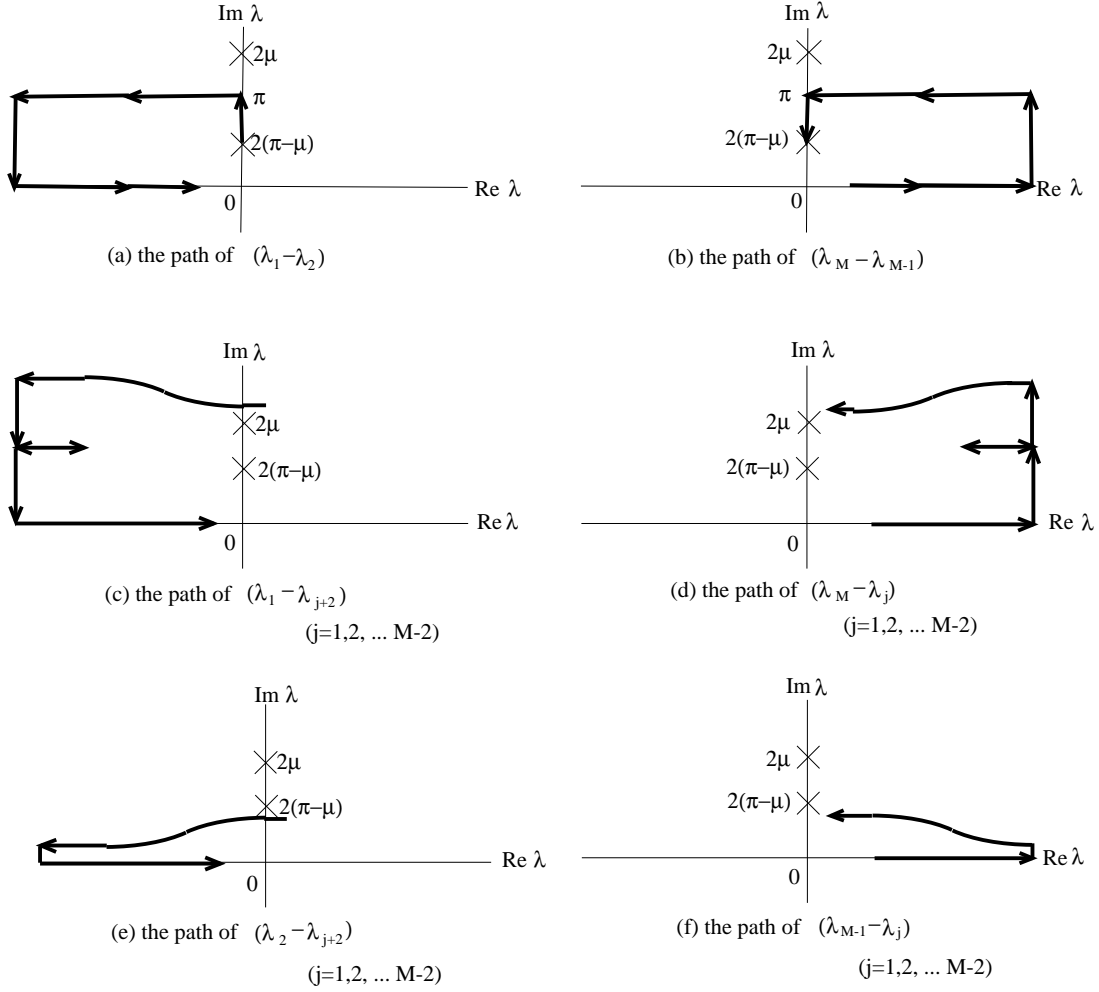 Im λ
2μ
π
2(π−μ)
0
Re λ
(a) the path of (λ1−λ2)
Im λ
2μ
π
2(π−μ)
0
Re λ
(b) the path of (λM−λM-1)
Im λ
2μ
2(π−μ)
0
Re λ
(c) the path of (λ1−λj+2)
(j=1,2, ... M-2)
Im λ
2μ
2(π−μ)
0
Re λ
(d) the path of (λM−λj)
(j=1,2, ... M-2)
Im λ
2μ
2(π−μ)
0
Re λ
(e) the path of (λ2−λj+2)
(j=1,2, ... M-2)
Im λ
2μ
2(π−μ)
0
Re λ
(f) the path of (λM-1−λj)
(j=1,2, ... M-2)